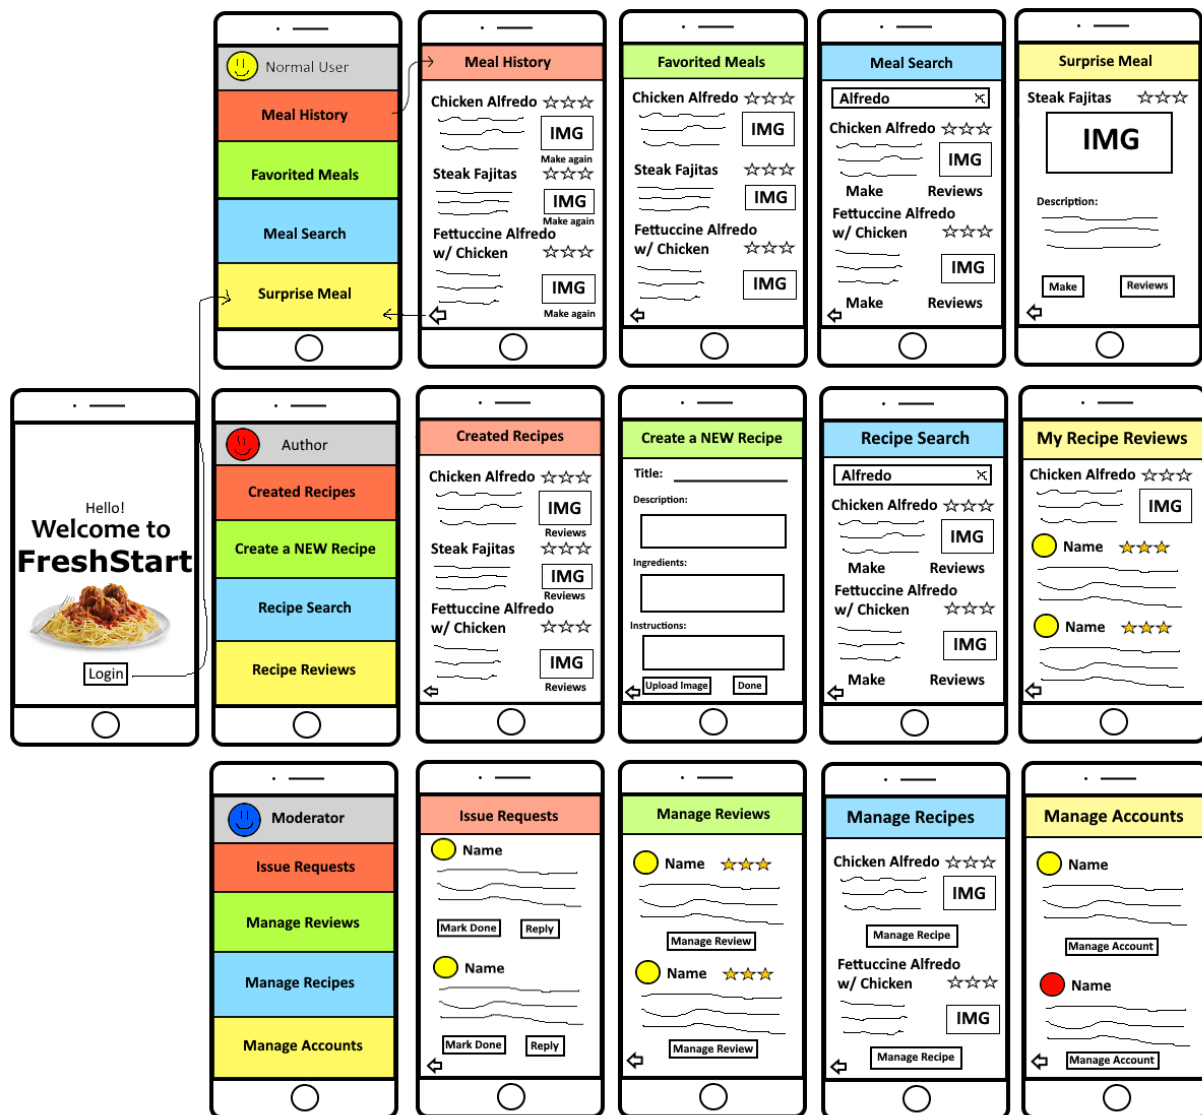 Normal User
Meal History
Favorited Meals
Meal Search
Surprise Meal
Meal History
Chicken Alfredo
IMG
Make again
Steak Fajitas
IMG
Make again
Fettuccine Alfredo
w/ Chicken
IMG
Make again
Favorited Meals
Chicken Alfredo
IMG
Steak Fajitas
IMG
Fettuccine Alfredo
w/ Chicken
IMG
Meal Search
Alfredo
Chicken Alfredo
IMG
Make Reviews
Fettuccine Alfredo
w/ Chicken
IMG
Make Reviews
Surprise Meal
Steak Fajitas
IMG
Description:
Make Reviews
Hello!
Welcome to
FreshStart
Login
Author
Created Recipes
Create a NEW Recipe
Recipe Search
Recipe Reviews
Created Recipes
Chicken Alfredo
IMG
Reviews
Steak Fajitas
IMG
Reviews
Fettuccine Alfredo
w/ Chicken
IMG
Reviews
Create a NEW Recipe
Title:
Description:
Ingredients:
Instructions:
Upload Image Done
Recipe Search
Alfredo
Chicken Alfredo
IMG
Make Reviews
Fettuccine Alfredo
w/ Chicken
IMG
Make Reviews
My Recipe Reviews
Chicken Alfredo
IMG
Name
Name
Moderator
Issue Requests
Manage Reviews
Manage Recipes
Manage Accounts
Issue Requests
Name
Mark Done Reply
Name
Mark Done Reply
Manage Reviews
Name
Manage Review
Name
Manage Review
Manage Recipes
Chicken Alfredo
IMG
Manage Recipe
Fettuccine Alfredo
w/ Chicken
IMG
Manage Recipe
Manage Accounts
Name
Manage Account
Name
Manage Account